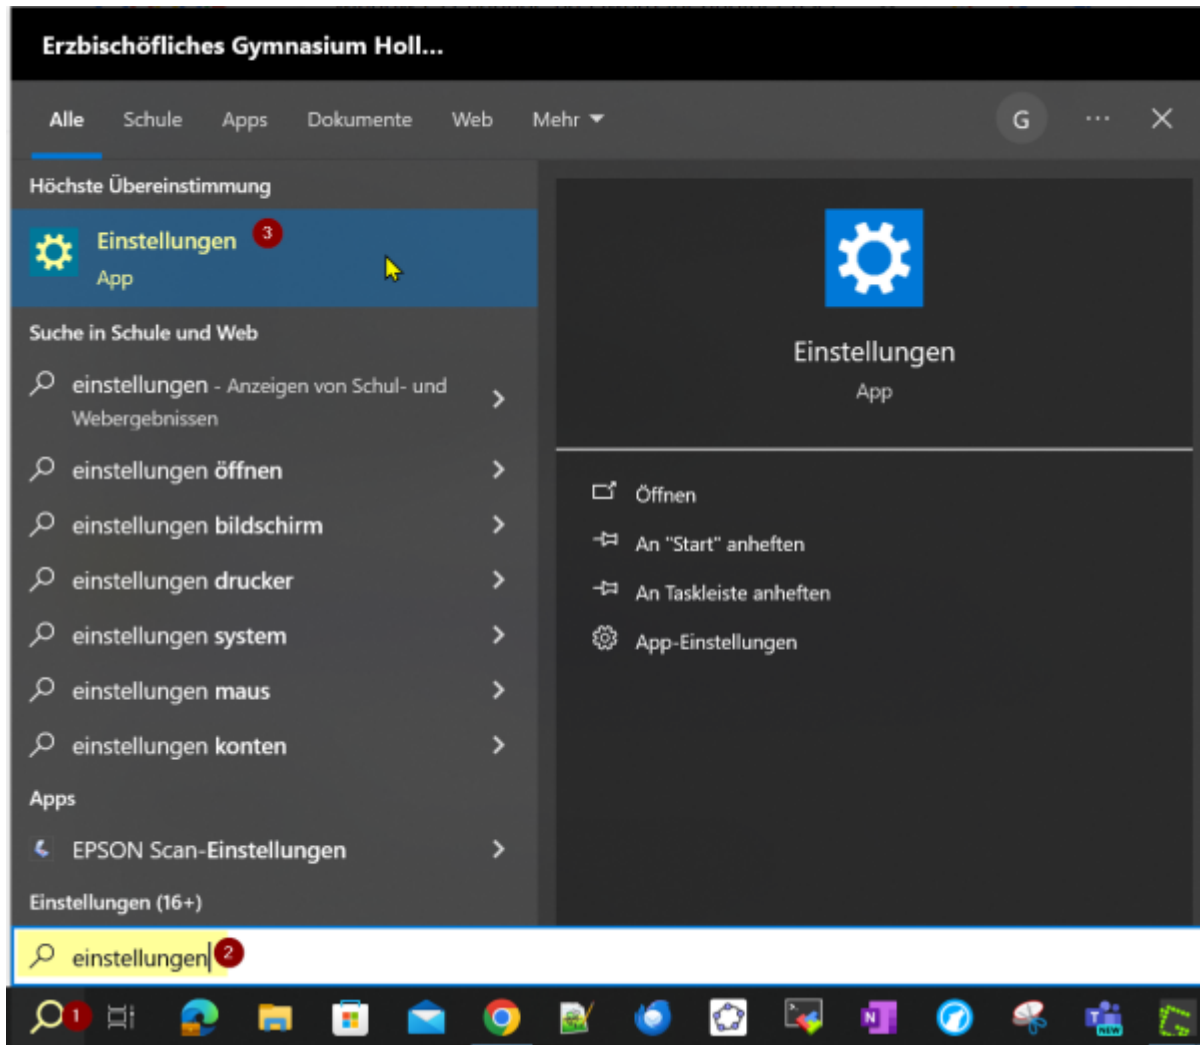 Erzbischöfliches Gymnasium Holl...
Alle Schule Apps Dokumente Web Mehr G ...
Höchste Übereinstimmung
Einstellungen 3
App
Suche in Schule und Web
einstellungen - Anzeigen von Schul- und
Webergebnissen
einstellungen öffnen
einstellungen bildschirm
einstellungen drucker
einstellungen system
einstellungen maus
einstellungen konten
Apps
EPSON Scan-Einstellungen
Einstellungen (16+)
Einstellungen
App
Öffnen
An "Start" anheften
An Taskleiste anheften
App-Einstellungen
einstellungen 2
1 N T NEW